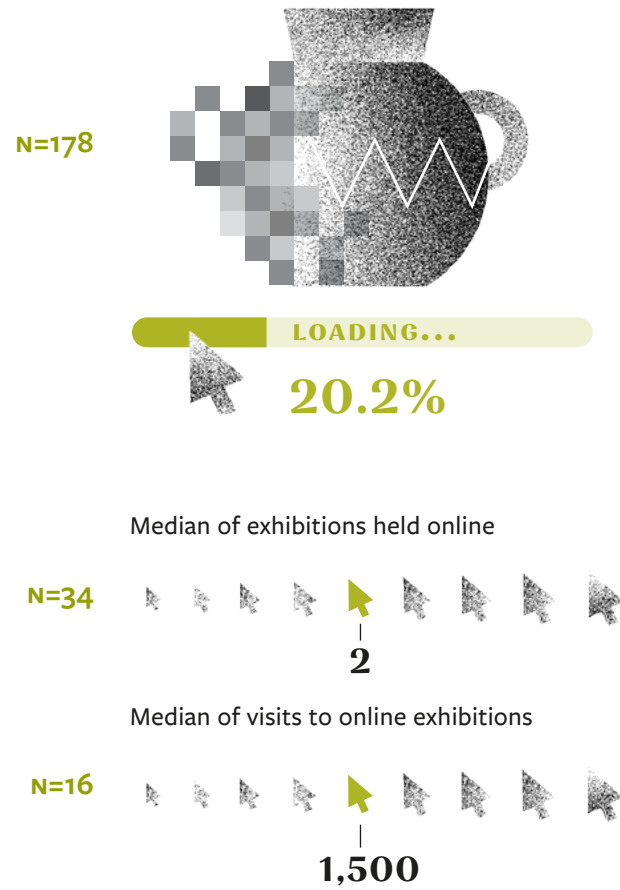 N=178
LOADING...
20.2%
Median of exhibitions held online
N=34
2
Median of visits to online exhibitions
N=16
1,500